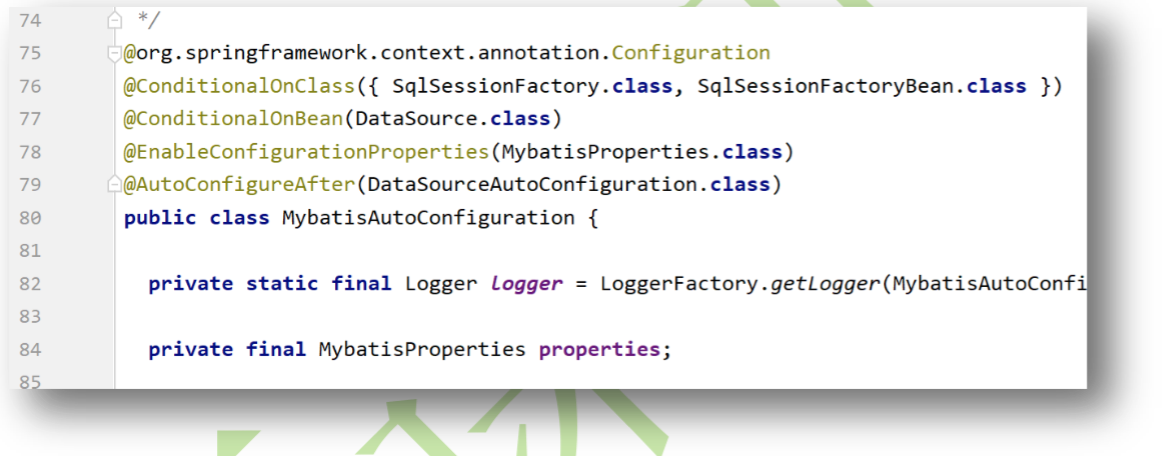 74 */
75 @org.springframework.context.annotation.Configuration
76 @ConditionalOnClass({ SqlSessionFactory.class, SqlSessionFactoryBean.class })
77 @ConditionalOnBean(DataSource.class)
78 @EnableConfigurationProperties(MybatisProperties.class)
79 @AutoConfigureAfter(DataSourceAutoConfiguration.class)
80 public class MybatisAutoConfiguration {
81
82 private static final Logger logger = LoggerFactory.getLogger(MybatisAutoConfi
83
84 private final MybatisProperties properties;
85